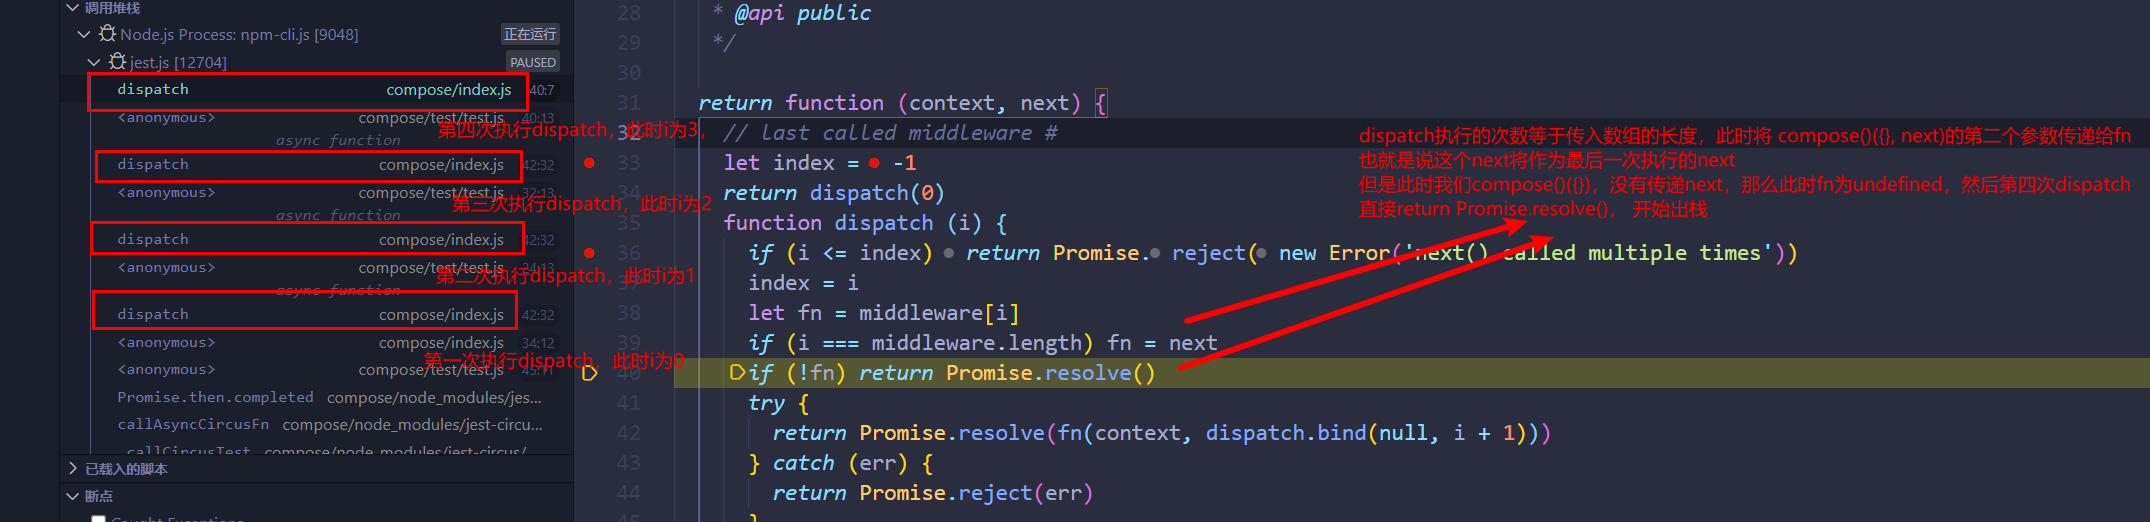 调用堆栈
Node.js Process: npm-cli.js [9048] 正在运行
jest.js [12704] PAUSED
dispatch compose/index.js 40:7
<anonymous> compose/test/test.js 40:13
第四次执行dispatch，此时i为3，
async function
dispatch compose/index.js 42:32
<anonymous> compose/test/test.js 32:13
第三次执行dispatch，此时i为2
async function
dispatch compose/index.js 42:32
<anonymous> compose/test/test.js 24:13
第二次执行dispatch，此时i为1
async function
dispatch compose/index.js 42:32
<anonymous> compose/index.js 34:12
第一次执行dispatch，此时i为0
<anonymous> compose/test/test.js 45:11
Promise.then.completed compose/node_modules/jes...
callAsyncCircusFn compose/node_modules/jest-circu...
_callCircusTest compose/node_modules/jest-circus/
已载入的脚本
断点
Caught Exceptions
28 * @api public
29 */
30
31 return function (context, next) {
32 // last called middleware #
33 let index = -1
34 return dispatch(0)
35 function dispatch (i) {
36 if (i <= index) return Promise. reject( new Error('next() called multiple times'))
37 index = i
38 let fn = middleware[i]
39 if (i === middleware.length) fn = next
40 if (!fn) return Promise.resolve()
41 try {
42 return Promise.resolve(fn(context, dispatch.bind(null, i + 1)))
43 } catch (err) {
44 return Promise.reject(err)
45 }
dispatch执行的次数等于传入数组的长度，此时将 compose()({}, next)的第二个参数传递给fn
也就是说这个next将作为最后一次执行的next
但是此时我们compose()({})，没有传递next，那么此时fn为undefined，然后第四次dispatch
直接return Promise.resolve()， 开始出栈